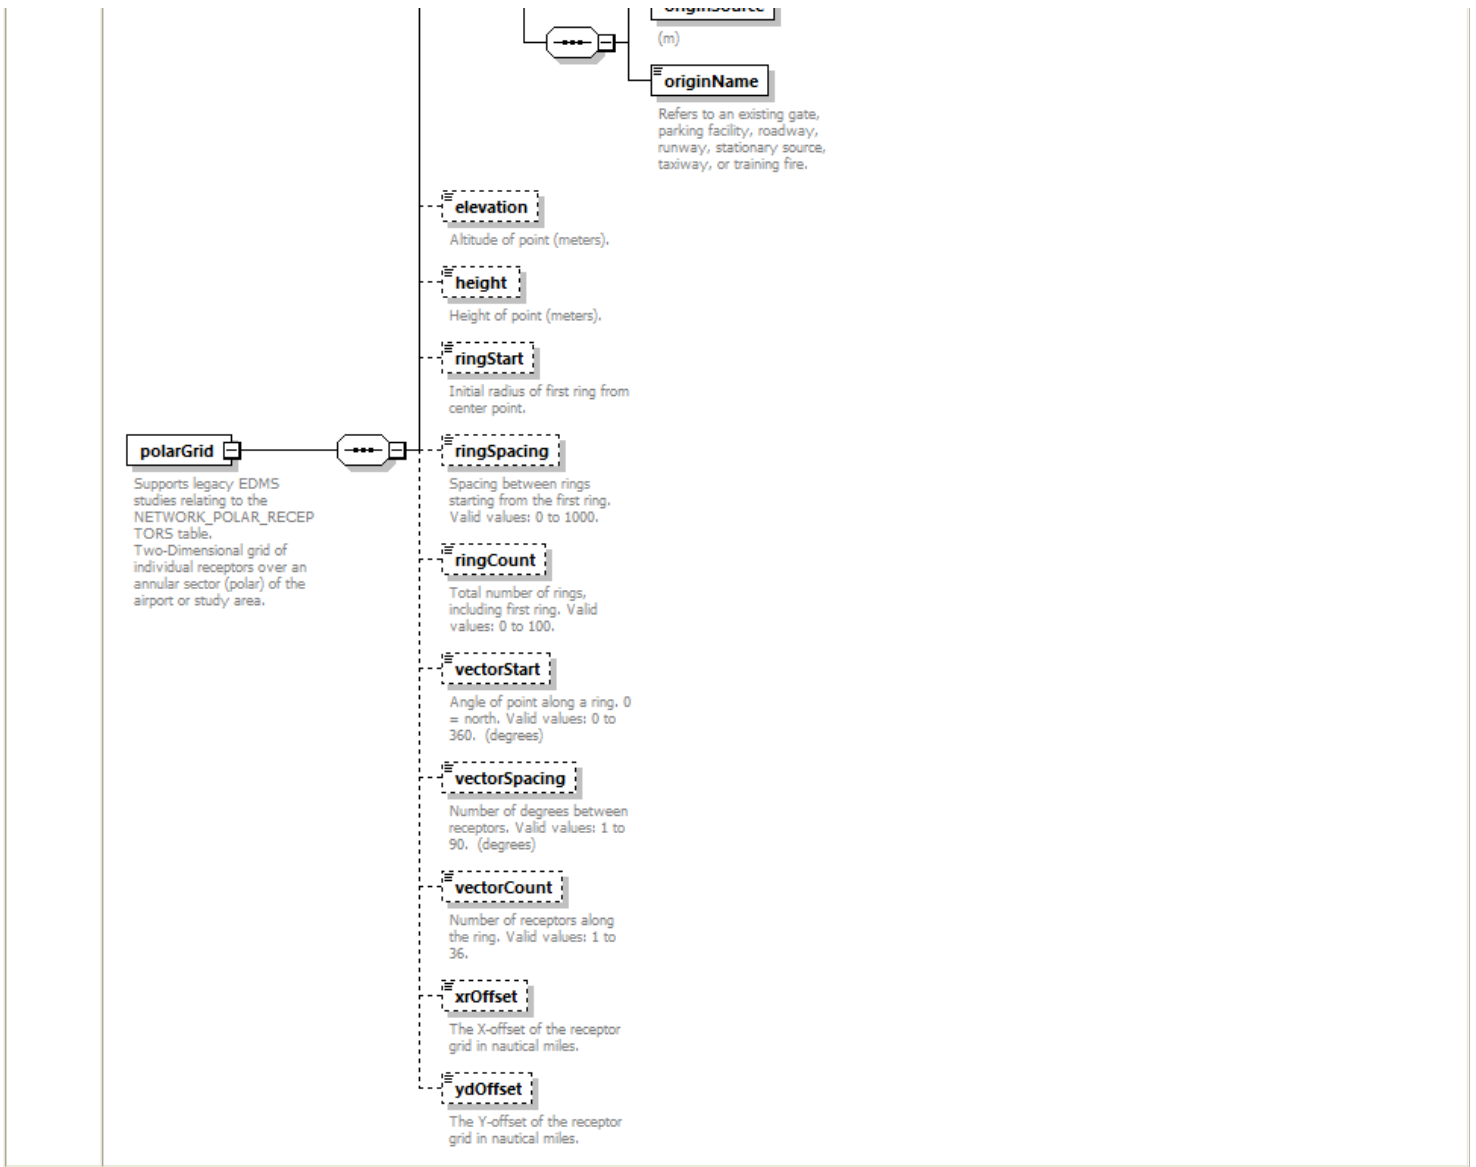 originSource
(m)
originName
Refers to an existing gate,
parking facility, roadway,
runway, stationary source,
taxiway, or training fire.
elevation
Altitude of point (meters).
height
Height of point (meters).
ringStart
Initial radius of first ring from
center point.
polarGrid
Supports legacy EDMS
studies relating to the
NETWORK_POLAR_RECEP
TORS table.
Two-Dimensional grid of
individual receptors over an
annular sector (polar) of the
airport or study area.
ringSpacing
Spacing between rings
starting from the first ring.
Valid values: 0 to 1000.
ringCount
Total number of rings,
including first ring. Valid
values: 0 to 100.
vectorStart
Angle of point along a ring. 0
= north. Valid values: 0 to
360.  (degrees)
vectorSpacing
Number of degrees between
receptors. Valid values: 1 to
90.  (degrees)
vectorCount
Number of receptors along
the ring. Valid values: 1 to
36.
xrOffset
The X-offset of the receptor
grid in nautical miles.
ydOffset
The Y-offset of the receptor
grid in nautical miles.